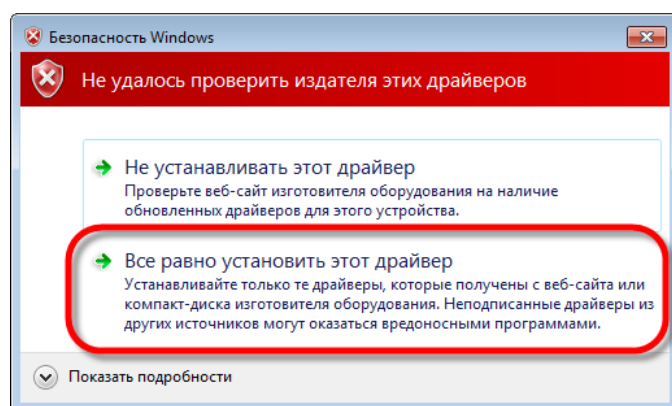 Безопасность Windows
Не удалось проверить издателя этих драйверов
Не устанавливать этот драйвер
Проверьте веб-сайт изготовителя оборудования на наличие
обновленных драйверов для этого устройства.
Все равно установить этот драйвер
Устанавливайте только те драйверы, которые получены с веб-сайта или
компакт-диска изготовителя оборудования. Неподписанные драйверы из
других источников могут оказаться вредоносными программами.
Показать подробности